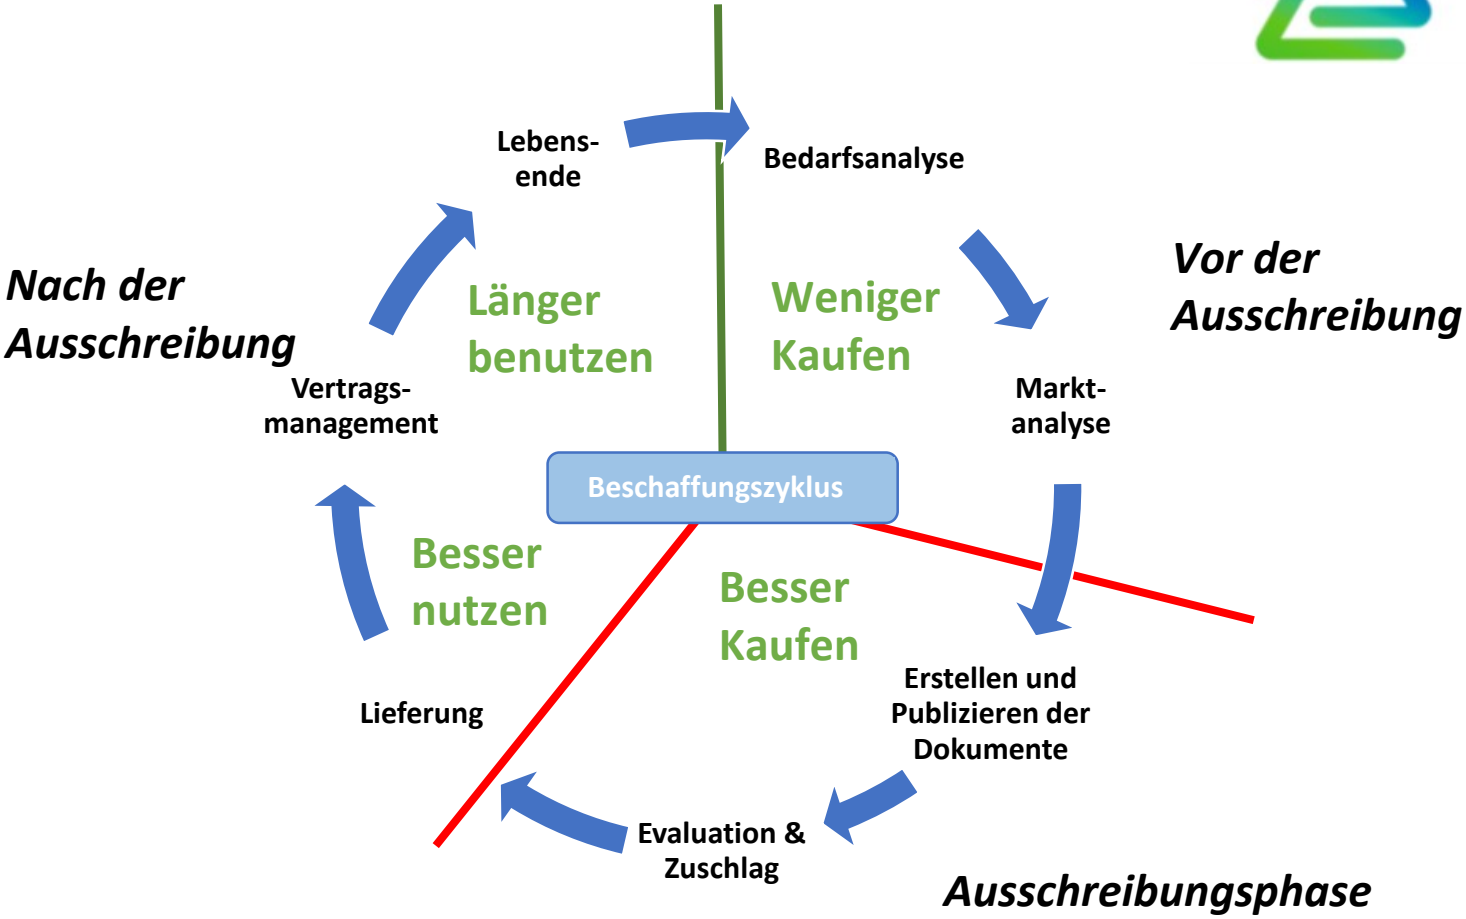 Lebens-
ende
Bedarfsanalyse
Vor der
Ausschreibung
Nach der
Ausschreibung
Länger
benutzen
Weniger
Kaufen
Vertrags-
management
Markt-
analyse
Beschaffungszyklus
Besser
nutzen
Besser
Kaufen
Erstellen und
Publizieren der
Dokumente
Lieferung
Evaluation &
Zuschlag
Ausschreibungsphase